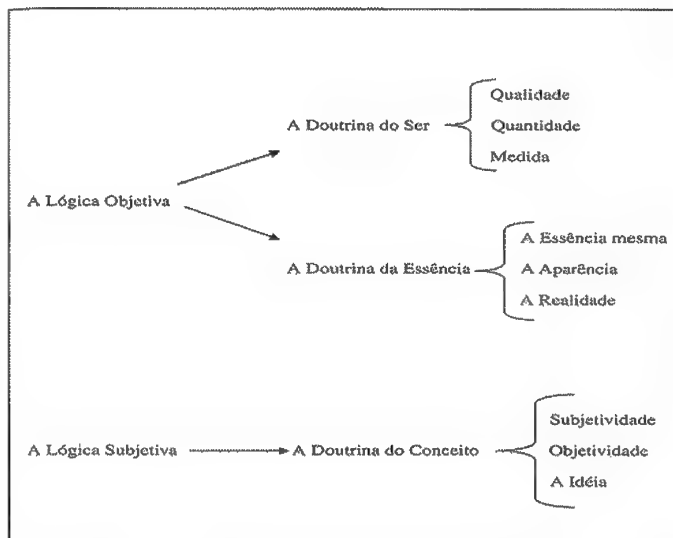 A Lógica Objetiva
A Doutrina do Ser
Qualidade
Quantidade
Medida
A Doutrina da Essência
A Essência mesma
A Aparência
A Realidade
A Lógica Subjetiva
A Doutrina do Conceito
Subjetividade
Objetividade
A Idéia